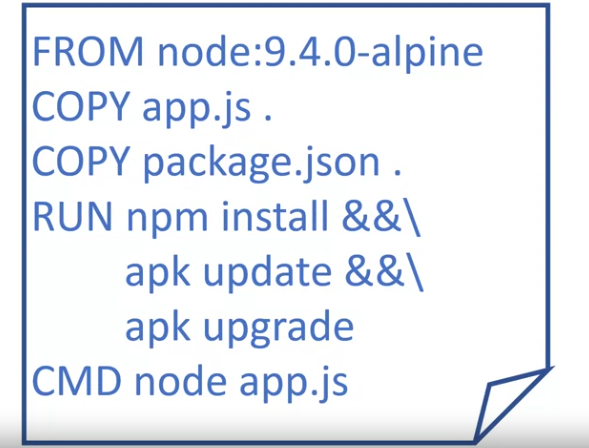 FROM node:9.4.0-alpine
COPY app.js .
COPY package.json .
RUN npm install &&\
apk update &&\
apk upgrade
CMD node app.js